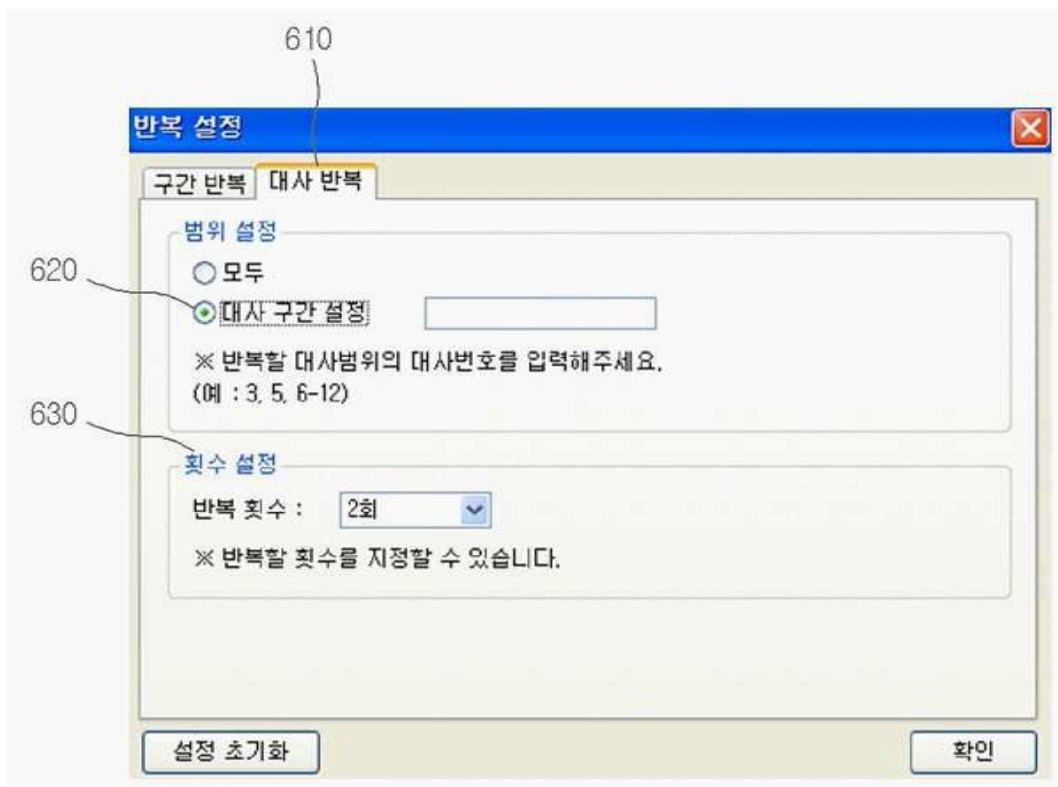 610
반복 설정
구간 반복 대사 반복
범위 설정
620
모두
대사 구간 설정
※ 반복할 대사범위의 대사번호를 입력해주세요.
(예 : 3, 5, 6-12)
630
횟수 설정
반복 횟수 : 2회
※ 반복할 횟수를 지정할 수 있습니다.
설정 초기화 확인